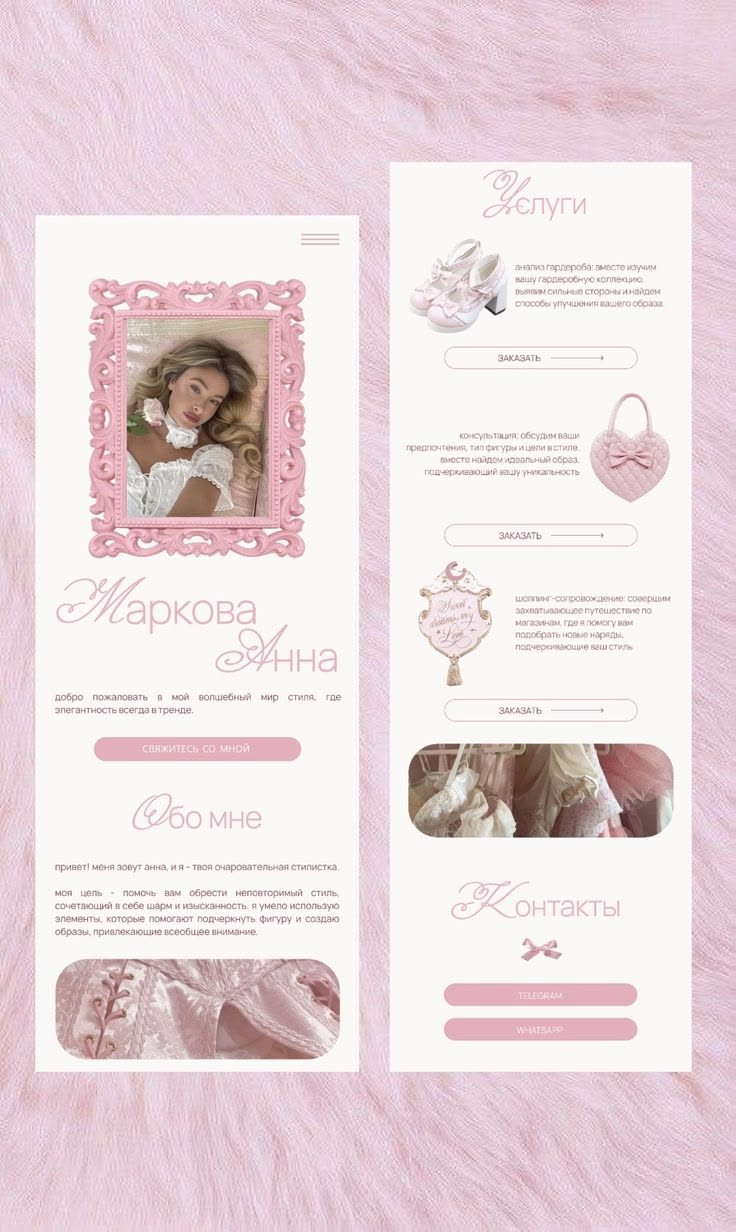 Маркова
Анна
добро пожаловать в мой волшебный мир стиля, где
элегантность всегда в тренде.
СВЯЖИТЕСЬ СО МНОЙ
Обо мне
привет! меня зовут анна, и я - твоя очаровательная стилистка.
моя цель - помочь вам обрести неповторимый стиль,
сочетающий в себе шарм и изысканность. я умело использую
элементы, которые помогают подчеркнуть фигуру и создаю
образы, привлекающие всеобщее внимание.
Услуги
анализ гардероба: вместе изучим
вашу гардеробную коллекцию.
выявим сильные стороны и найдем
способы улучшения вашего образа.
ЗАКАЗАТЬ
консультация: обсудим ваши
предпочтения, тип фигуры и цели в стиле.
вместе найдем идеальный образ,
подчеркивающий вашу уникальность
ЗАКАЗАТЬ
Sweet
dreams, my
Love
шоппинг-сопровождение: совершим
захватывающее путешествие по
магазинам, где я помогу вам
подобрать новые наряды,
подчеркивающие ваш стиль
ЗАКАЗАТЬ
Контакты
TELEGRAM
WHATSAPP